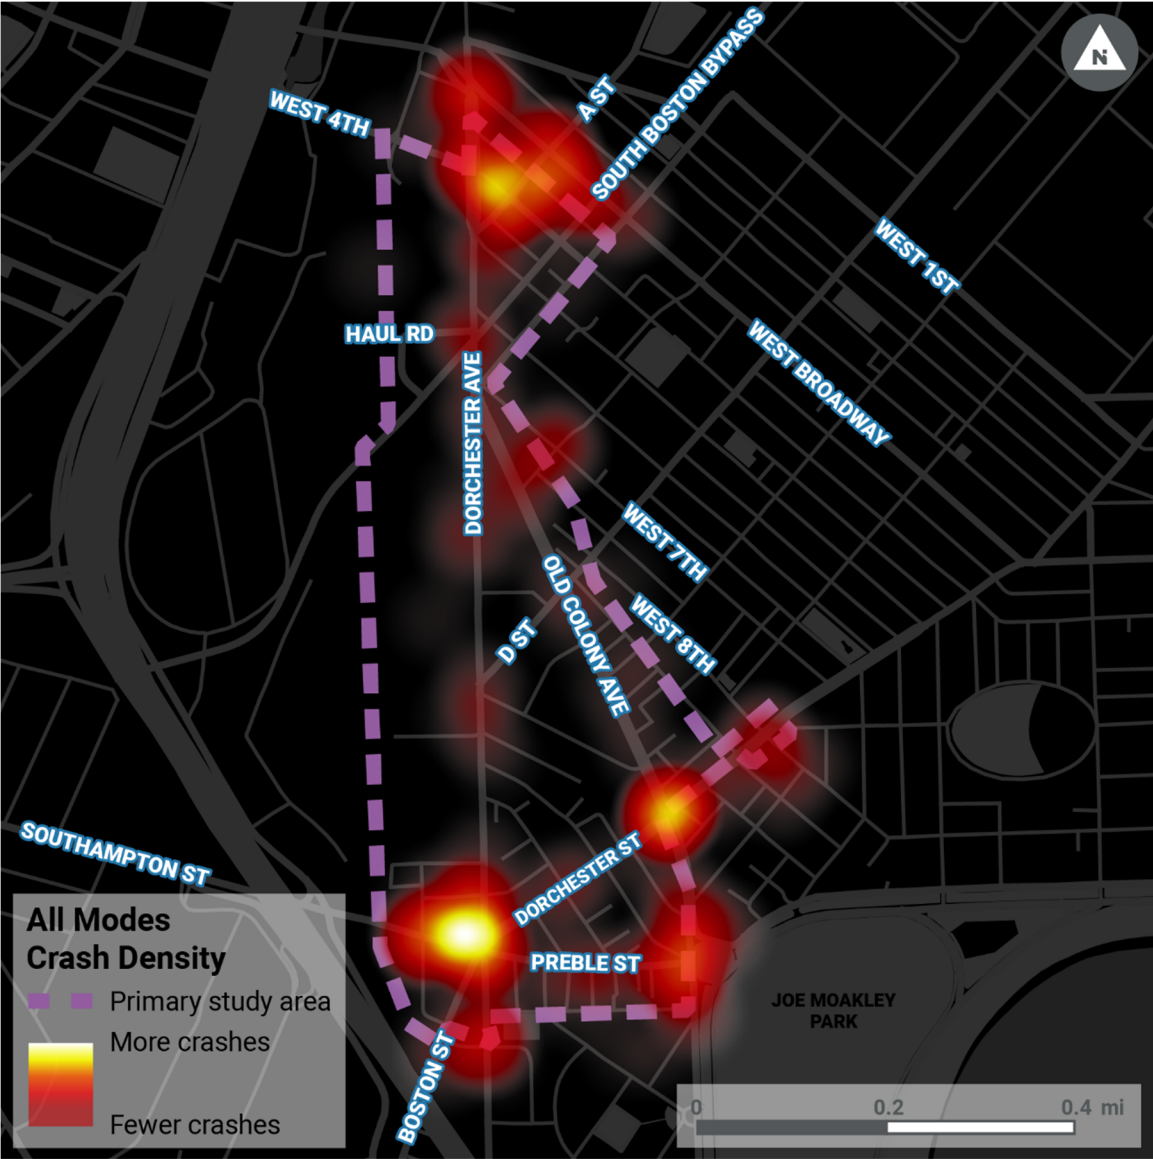 N
SOUTH BOSTON BYPASS
A ST
WEST 4TH
WEST 1ST
HAUL RD
WEST BROADWAY
DORCHESTER AVE
WEST 7TH
OLD COLONY AVE
WEST 8TH
D ST
SOUTHAMPTON ST
DORCHESTER ST
PREBLE ST
JOE MOAKLEY
PARK
BOSTON ST
All Modes
Crash Density
Primary study area
More crashes
Fewer crashes
0 0.2 0.4 mi